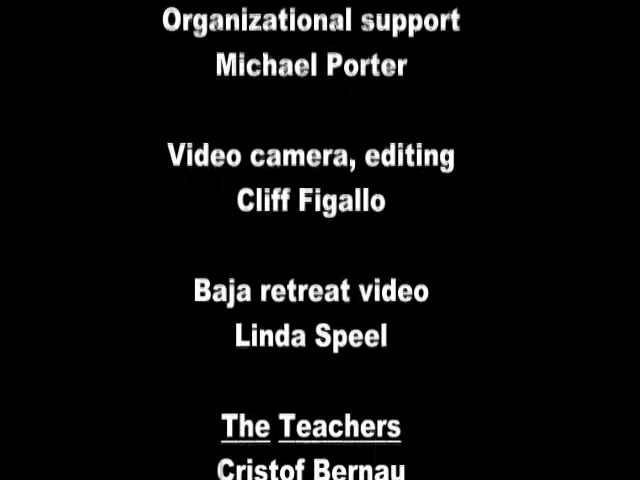 Organizational support
Michael Porter
Video camera, editing
Cliff Figallo
Baja retreat video
Linda Speel
The Teachers
Cristof Bernau